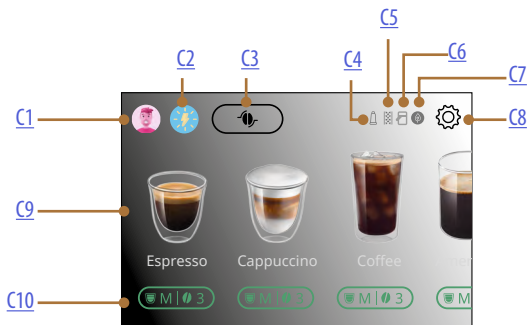 C5
C2 C3 C4 C6
C7
C1 C8
C9
Espresso Cappuccino Coffee
C10
M 3 M 3 M 3 M